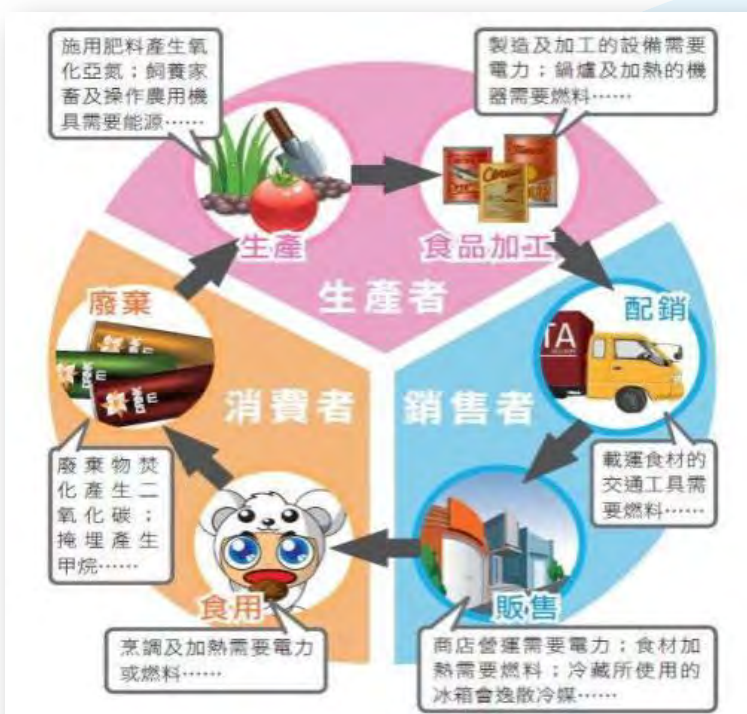 施用肥料產生氧
化亞氮；飼養家
畜及操作農用機
具需要能源⋯⋯
製造及加工的設備需要
電力；鍋爐及加熱的機
器需要燃料⋯⋯
生產
食品加工
生產者
廢棄
配銷
TA
消費者
銷售者
廢棄物焚
化產生二
氧化碳；
掩埋產生
甲烷⋯⋯
載運食材的
交通工具需
要燃料⋯⋯
食用
販售
烹調及加熱需要電力
或燃料⋯⋯
商店營運需要電力；食材加
熱需要燃料；冷藏所使用的
冰箱會逸散冷媒⋯⋯